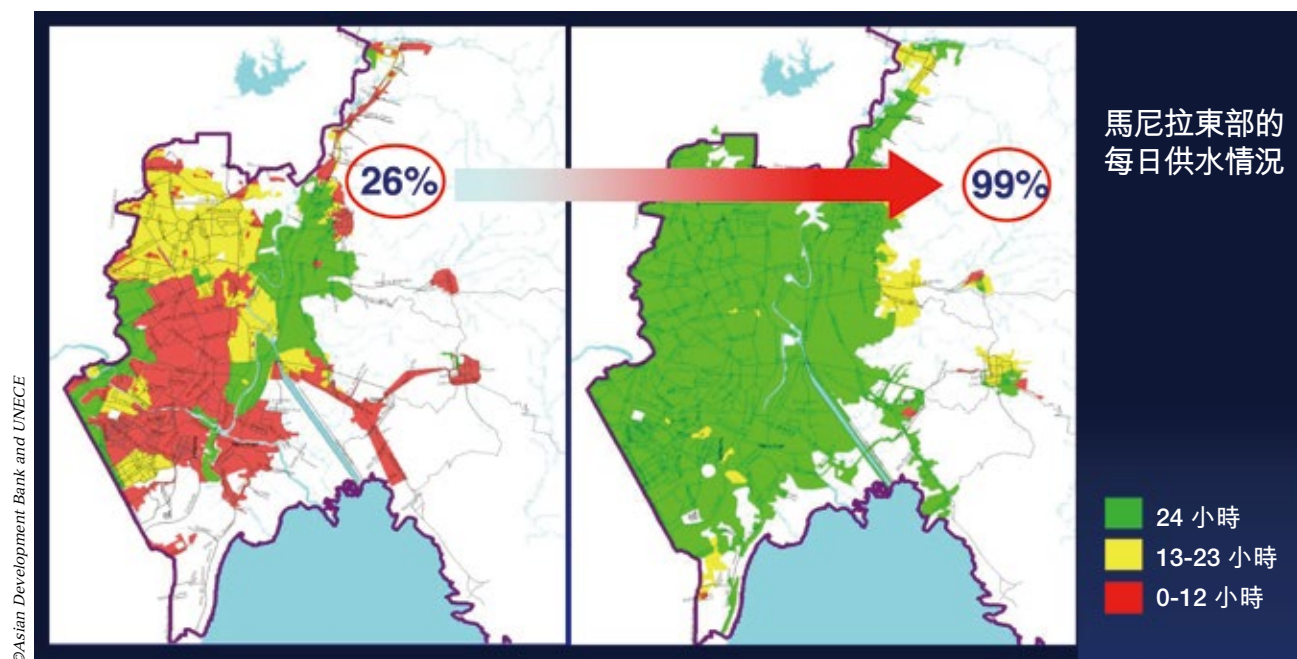 26%
99%
馬尼拉東部的
每日供水情況
24 小時
13-23 小時
0-12 小時
©Asian Development Bank and UNECE